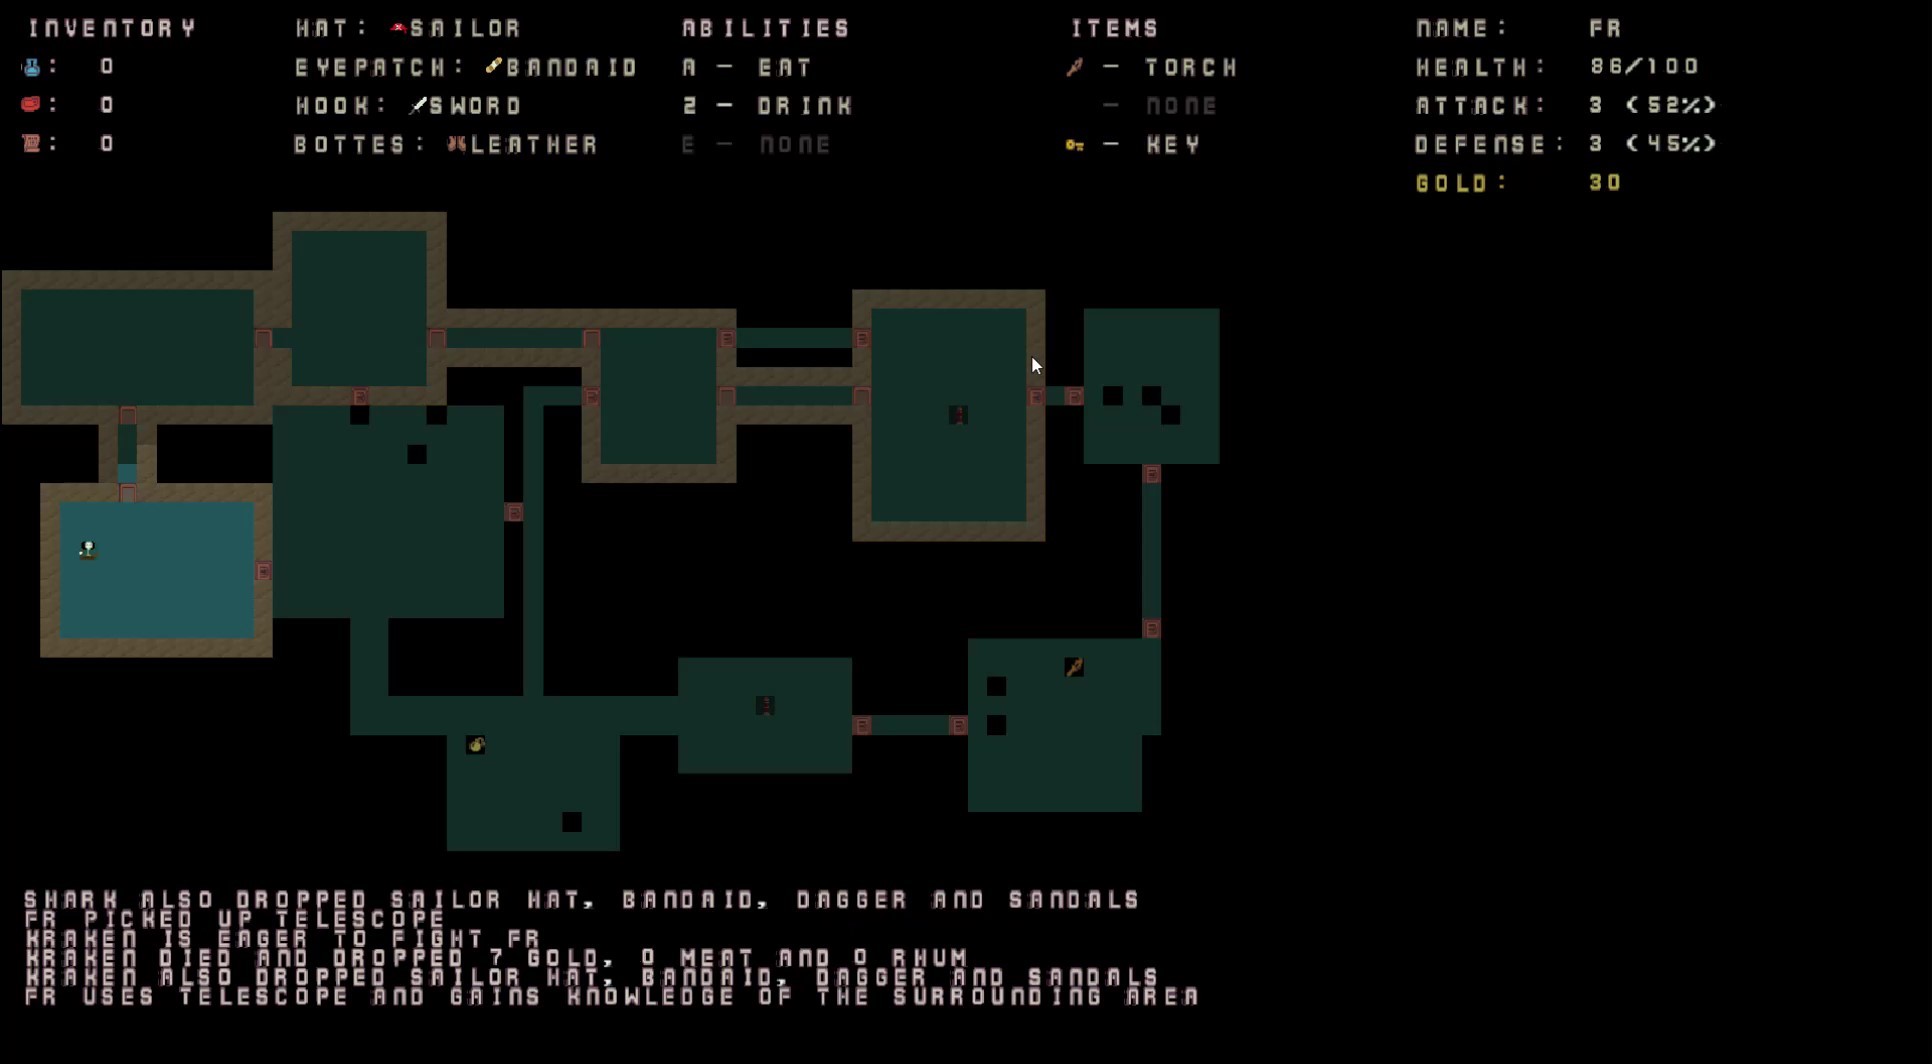 INVENTORY HAT: SAILOR ABILITIES ITEMS NAME: FR
: 0 EYEPATCH: BANDAID A - EAT - TORCH HEALTH: 86/100
: 0 HOOK: SWORD 2 - DRINK - NONE ATTACK: 3 (52%)
: 0 BOTTES: LEATHER E - NONE - KEY DEFENSE: 3 (45%)
GOLD: 30
SHARK ALSO DROPPED SAILOR HAT, BANDAID, DAGGER AND SANDALS
FR PICKED UP TELESCOPE
KRAKEN IS EAGER TO FIGHT FR
KRAKEN DIED AND DROPPED 7 GOLD, 0 MEAT AND 0 RHUM
KRAKEN ALSO DROPPED SAILOR HAT, BANDAID, DAGGER AND SANDALS
FR USES TELESCOPE AND GAINS KNOWLEDGE OF THE SURROUNDING AREA